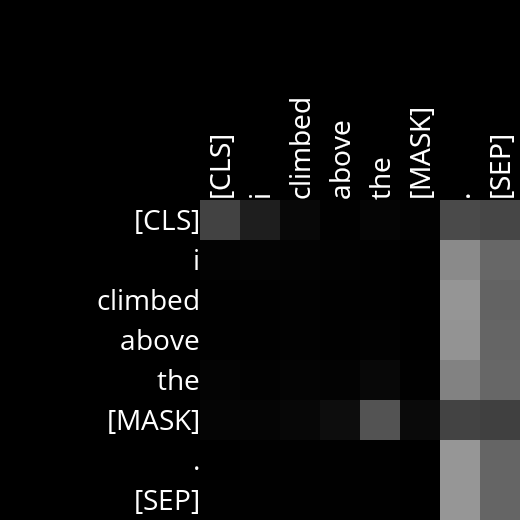 [CLS] i climbed above the [MASK] . [SEP]
[CLS]
i
climbed
above
the
[MASK]
.
[SEP]